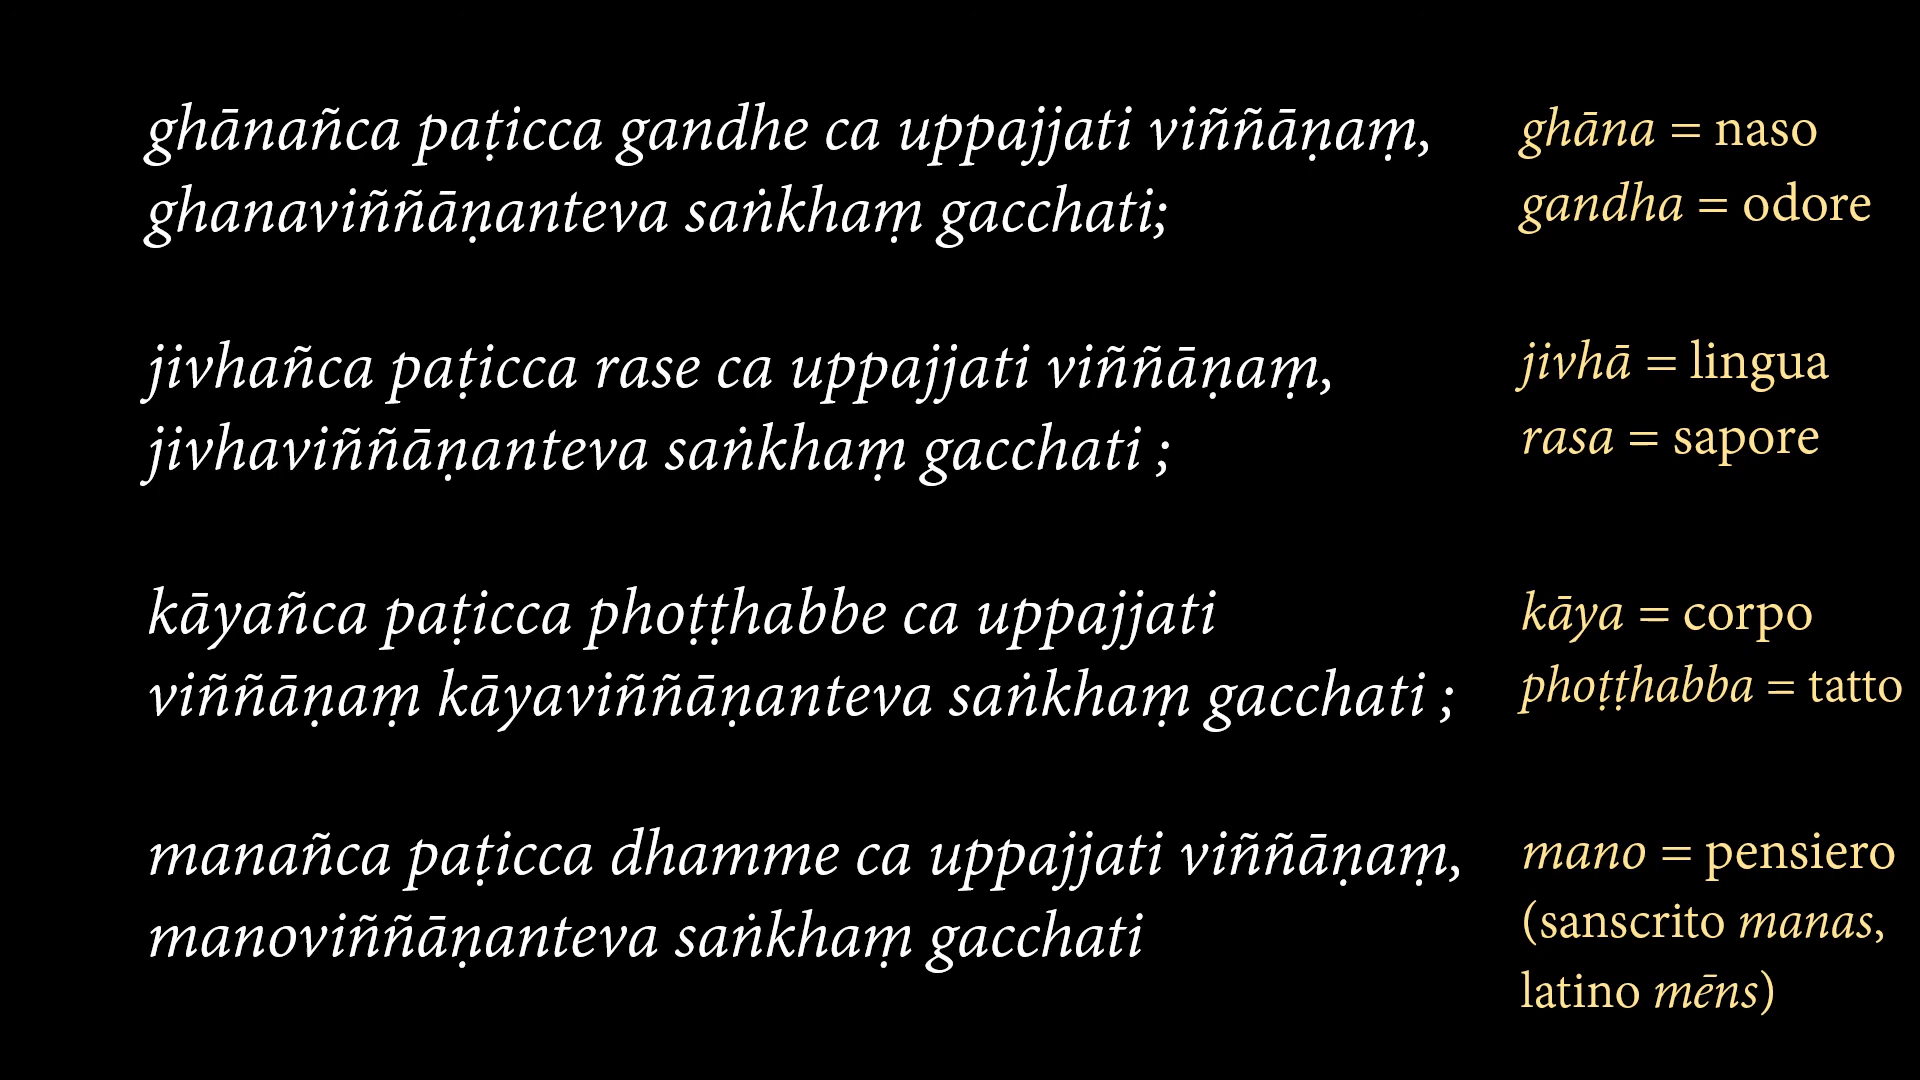 ghānañca paṭicca gandhe ca uppajjati viññāṇaṃ,
ghanaviññāṇanteva saṅkhaṃ gacchati;
ghāna = naso
gandha = odore
jivhañca paṭicca rase ca uppajjati viññāṇaṃ,
jivhaviññāṇanteva saṅkhaṃ gacchati ;
jivhā = lingua
rasa = sapore
kāyañca paṭicca phoṭṭhabbe ca uppajjati
viññāṇaṃ kāyaviññāṇanteva saṅkhaṃ gacchati ;
kāya = corpo
phoṭṭhabba = tatto
manañca paṭicca dhamme ca uppajjati viññāṇaṃ,
manoviññāṇanteva saṅkhaṃ gacchati
mano = pensiero
(sanscrito manas,
latino mēns)